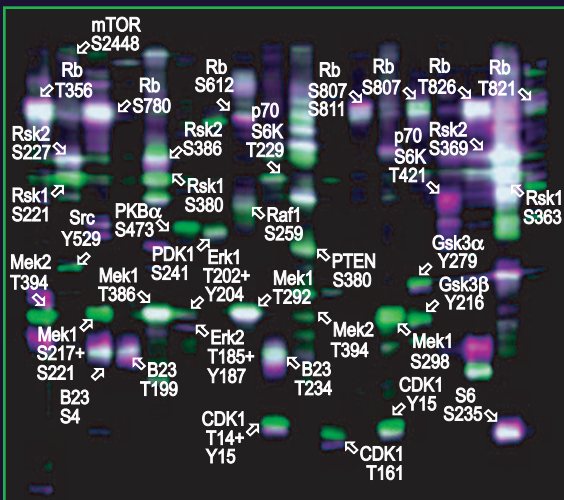 mTOR
S2448
Rb
T356
Rb
S780
Rb
S612
Rb
S807
S811
Rb
S807
Rb
T826
Rb
T821
Rsk2
S227
Rsk2
S386
p70
S6K
T229
p70
S6K
T421
Rsk2
S369
Rsk1
S221
Rsk1
S380
Rsk1
S363
Src
Y529
PKBα
S473
PDK1
S241
Raf1
S259
PTEN
S380
Gsk3α
Y279
Gsk3β
Y216
Mek2
T394
Mek1
T386
Erk1
T202+
Y204
Mek1
T292
Mek1
S217+
S221
Erk2
T185+
Y187
Mek2
T394
Mek1
S298
B23
S4
B23
T199
B23
T234
CDK1
T14+
Y15
CDK1
Y15
CDK1
T161
S6
S235